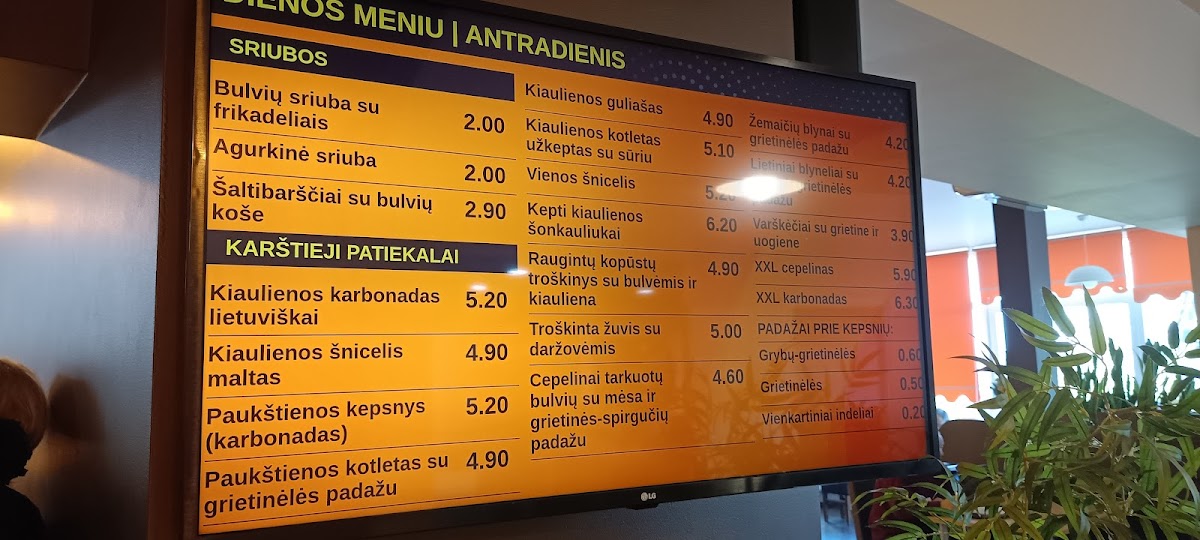 DIENOS MENIU | ANTRADIENIS
SRIUBOS
Bulvių sriuba su
frikadeliais 2.00
Agurkinė sriuba 2.00
Šaltibarščiai su bulvių
koše 2.90
KARŠTIEJI PATIEKALAI
Kiaulienos karbonadas
lietuviškai 5.20
Kiaulienos šnicelis
maltas 4.90
Paukštienos kepsnys
(karbonadas) 5.20
Paukštienos kotletas su
grietinėlės padažu 4.90
Kiaulienos guliašas 4.90
Kiaulienos kotletas
užkeptas su sūriu 5.10
Vienos šnicelis 5.20
Kepti kiaulienos
šonkauliukai 6.20
Raugintų kopūstų
troškinys su bulvėmis ir
kiauliena 4.90
Troškinta žuvis su
daržovėmis 5.00
Cepelinai tarkuotų
bulvių su mėsa ir
grietinės-spirgučių
padažu 4.60
Žemaičių blynai su
grietinėlės padažu 4.20
Lietiniai blyneliai su
grietinėlės
padažu 4.20
Varškėčiai su grietine ir
uogiene 3.90
XXL cepelinas 5.90
XXL karbonadas 6.30
PADAŽAI PRIE KEPSNIŲ:
Grybų-grietinėlės 0.60
Grietinėlės 0.50
Vienkartiniai indeliai 0.20
LG